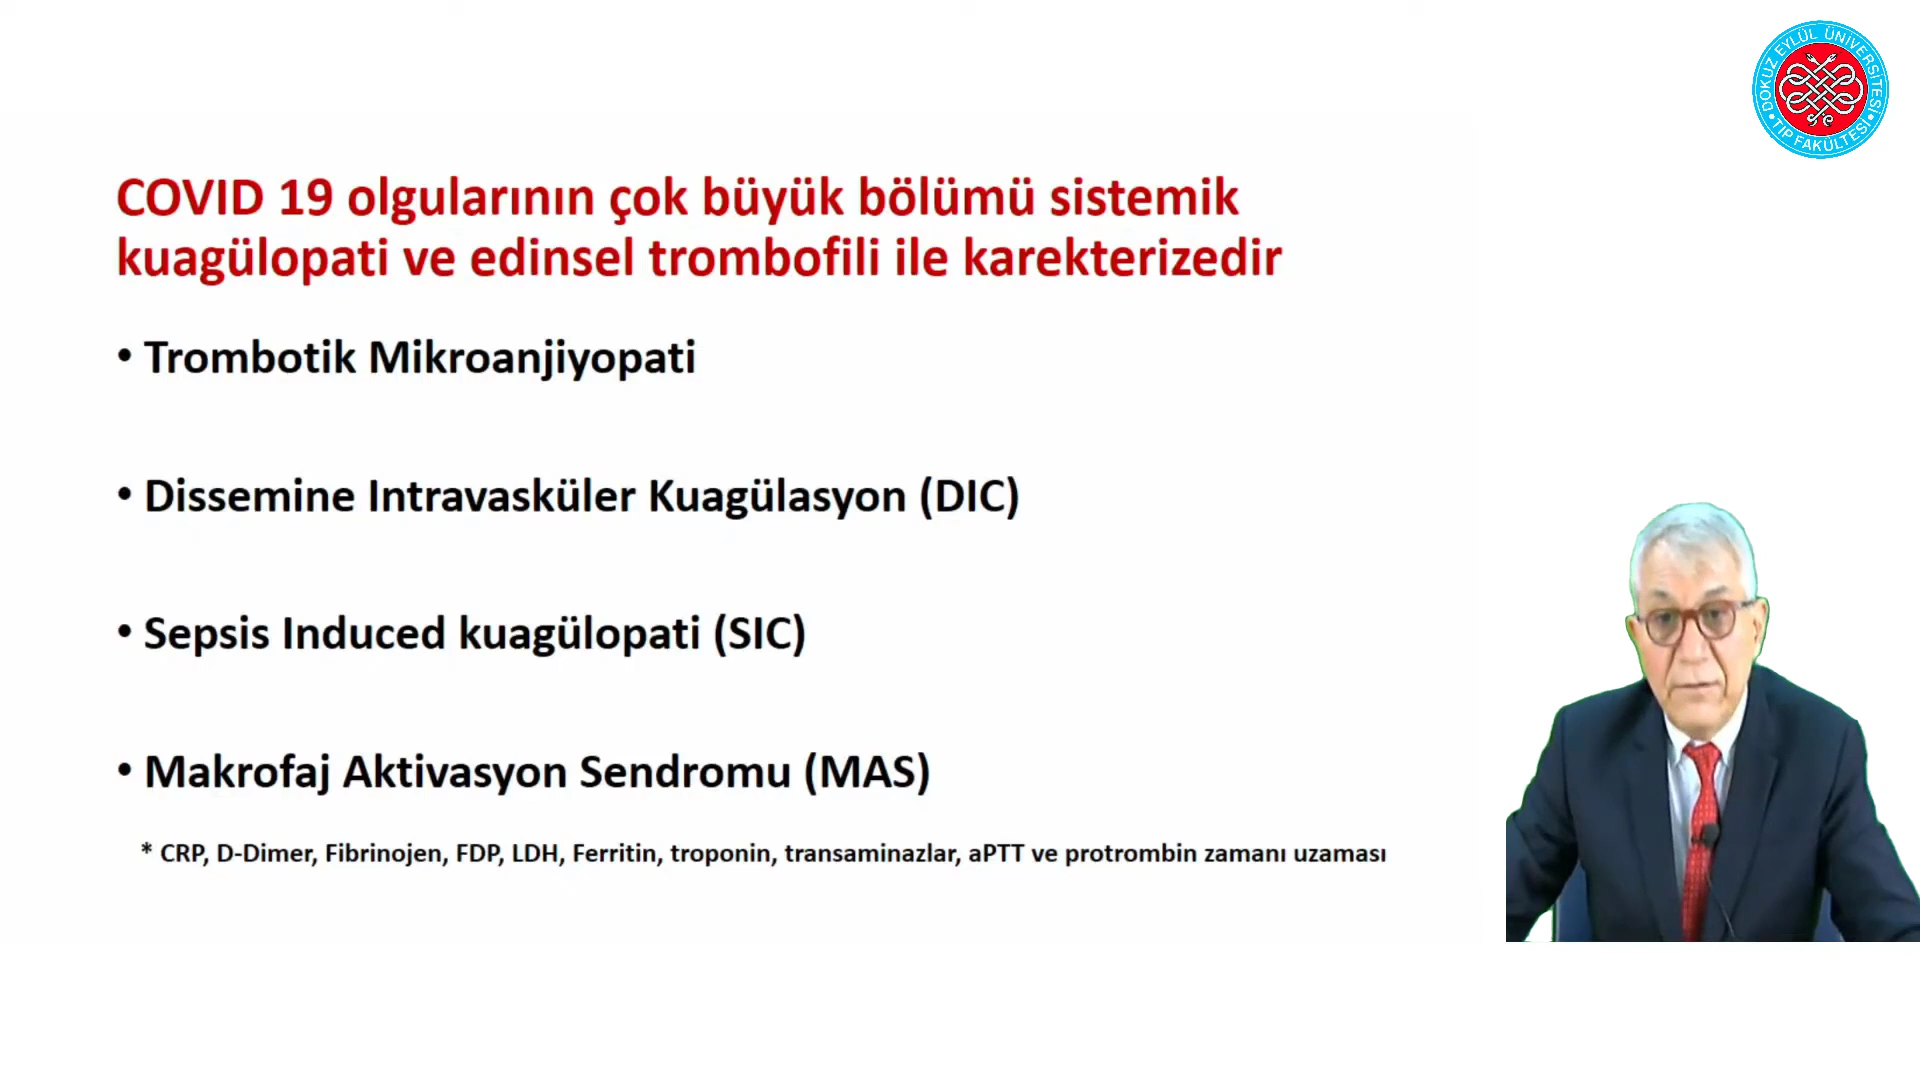 DOKUZ EYLÜL ÜNİVERSİTESİ
TIP FAKÜLTESİ
COVID 19 olgularının çok büyük bölümü sistemik
kuagülopati ve edinsel trombofili ile karekterizedir
• Trombotik Mikroanjiyopati
• Dissemine Intravasküler Kuagülasyon (DIC)
• Sepsis Induced kuagülopati (SIC)
• Makrofaj Aktivasyon Sendromu (MAS)
* CRP, D-Dimer, Fibrinojen, FDP, LDH, Ferritin, troponin, transaminazlar, aPTT ve protrombin zamanı uzaması